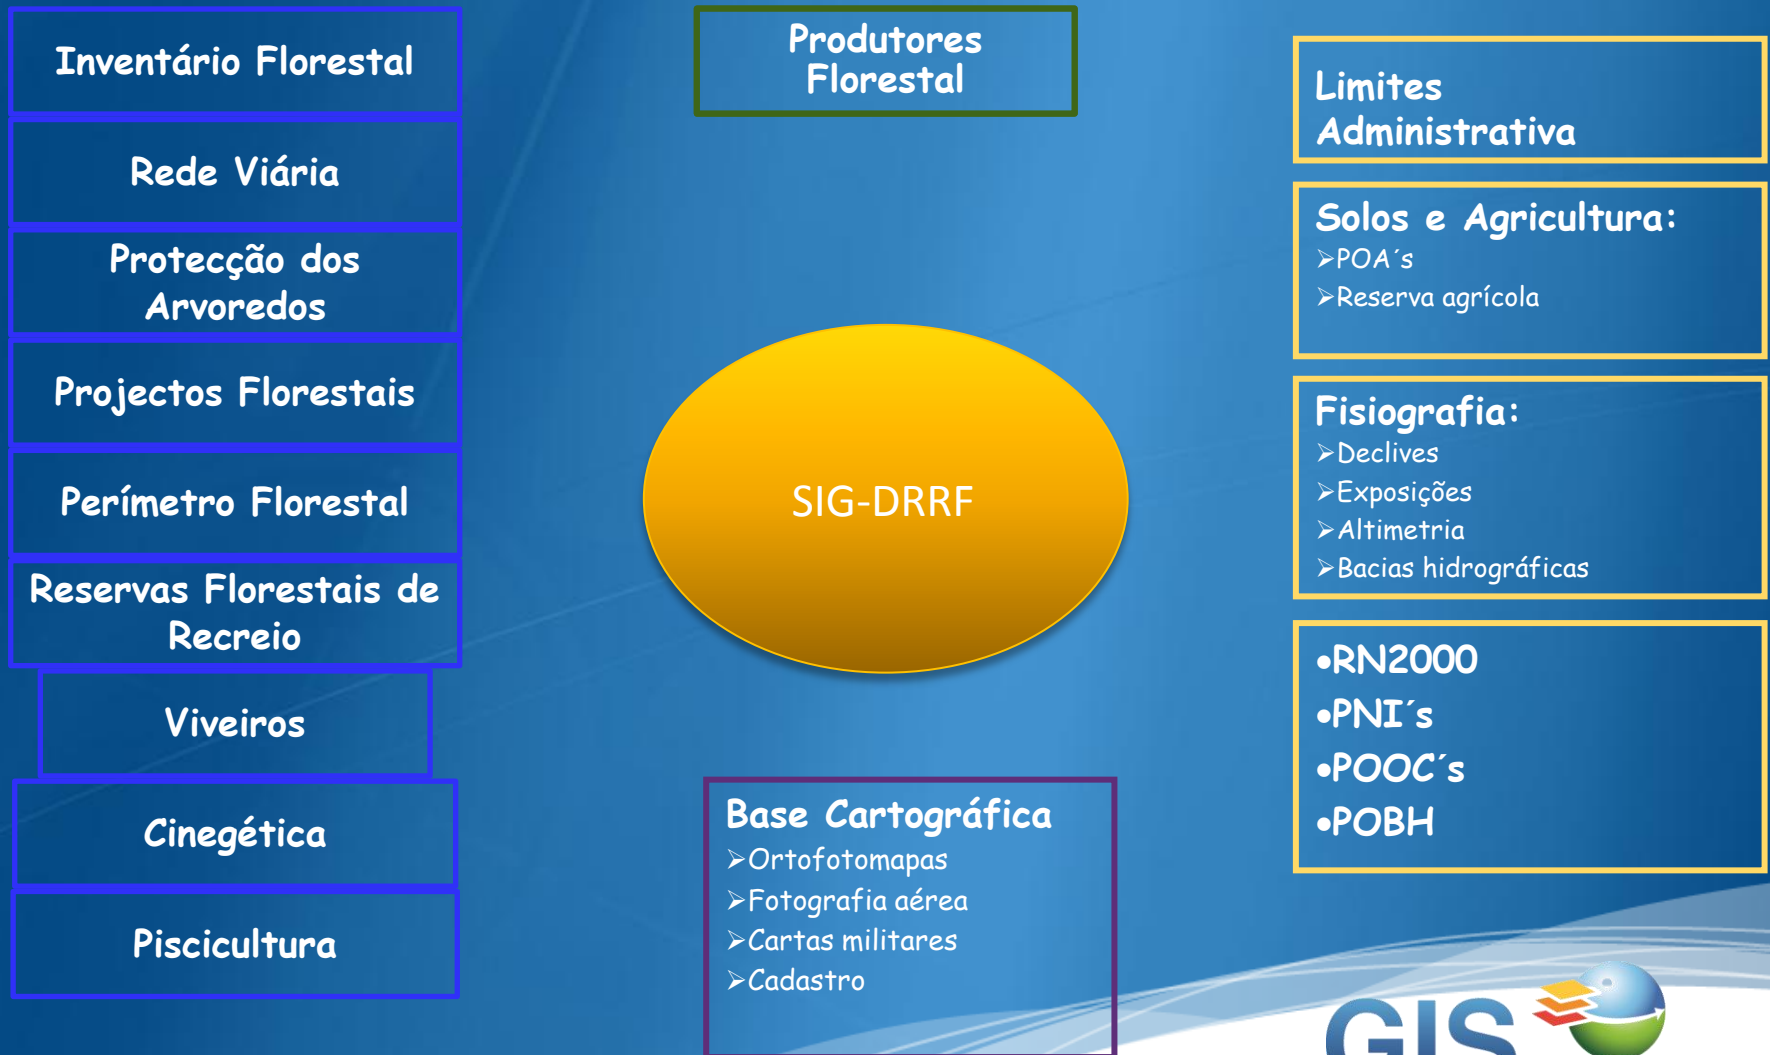 Inventário Florestal
Rede Viária
Protecção dos
Arvoredos
Projectos Florestais
Perímetro Florestal
Reservas Florestais de
Recreio
Viveiros
Cinegética
Piscicultura
Produtores
Florestal
SIG-DRRF
Base Cartográfica
➢Ortofotomapas
➢Fotografia aérea
➢Cartas militares
➢Cadastro
Limites
Administrativa
Solos e Agricultura:
➢POA´s
➢Reserva agrícola
Fisiografia:
➢Declives
➢Exposições
➢Altimetria
➢Bacias hidrográficas
•RN2000
•PNI´s
•POOC´s
•POBH
GIS